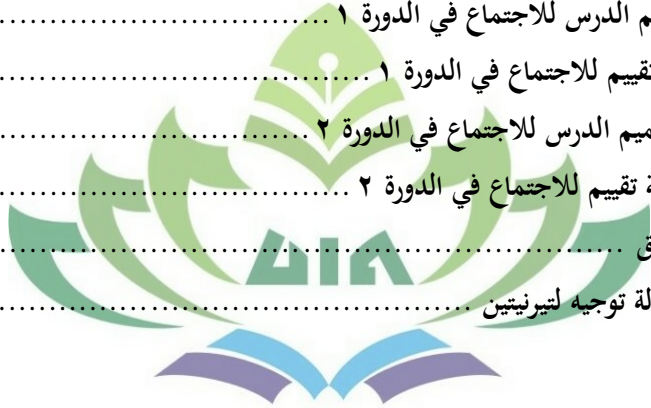 م الدرس للاجتماع في الدورة ١ ........................
تقييم للاجتماع في الدورة ١ ........................
ميم الدرس للاجتماع في الدورة ٢ ........................
ة تقييم للاجتماع في الدورة ٢ ........................
ق ........................
UIN
لة توجيه لتيرنيتين ........................